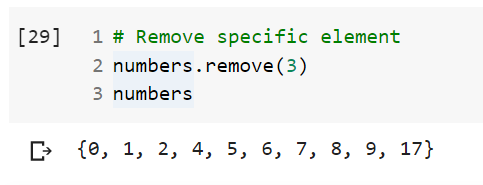 [29] 1 # Remove specific element
2 numbers.remove(3)
3 numbers
{0, 1, 2, 4, 5, 6, 7, 8, 9, 17}